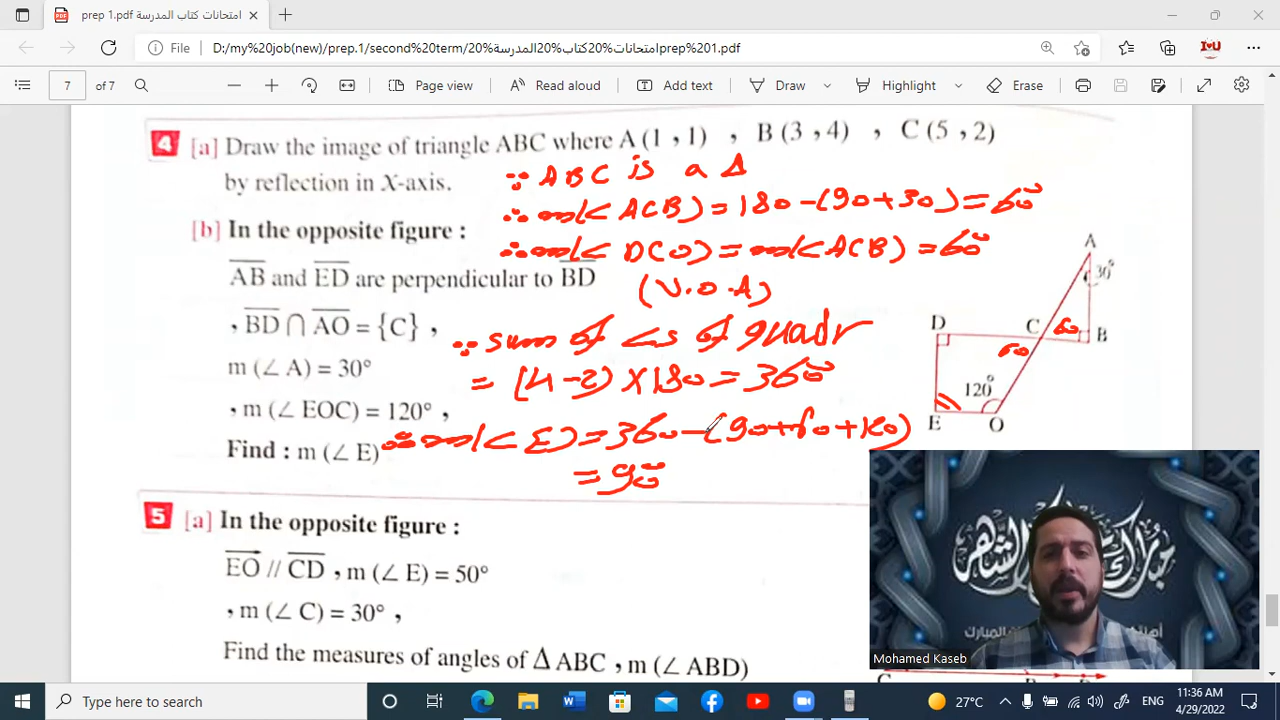 امتحانات كتاب المدرسة prep 1.pdf
File
D:/my%20job(new)/prep.1/second%20term/امتحانات%20كتاب%20المدرسة%20prep%201.pdf
7 of 7
Page view
Read aloud
Add text
Draw
Highlight
Erase
4 [a] Draw the image of triangle ABC where A (1 , 1) , B (3 , 4) , C (5 , 2)
by reflection in X-axis.
∵ ABC is a Δ
∴ m(< ACB) = 180 - (90+30) = 60°
[b] In the opposite figure :
∴ m(< DCO) = m(< ACB) = 60°
AB and ED are perpendicular to BD
(V.O.A)
, BD ∩ AO = {C} ,
∵ sum of <s of quadr
m (∠ A) = 30°
= (4-2) × 180 = 360°
, m (∠ EOC) = 120° ,
∴ m(< E) = 360 - (90+60+120)
Find : m (∠ E)
= 90°
A
30°
D C 60 B
60
120°
E O
5 [a] In the opposite figure :
EO // CD , m (∠ E) = 50°
, m (∠ C) = 30° ,
Find the measures of angles of Δ ABC , m (∠ ABD)
مبارك
الشهر
المبارك
Mohamed Kaseb
Type here to search
27°C
ENG
11:36 AM
4/29/2022